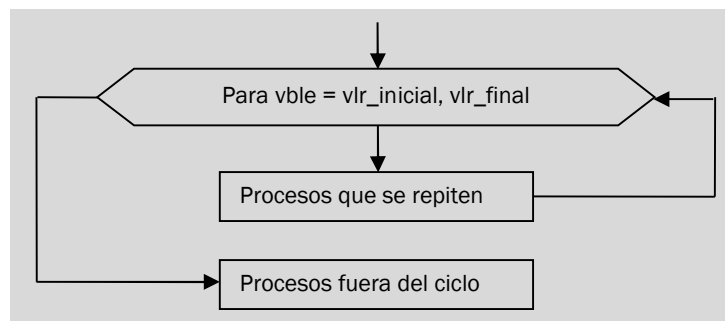 Para vble = vlr_inicial, vlr_final
Procesos que se repiten
Procesos fuera del ciclo